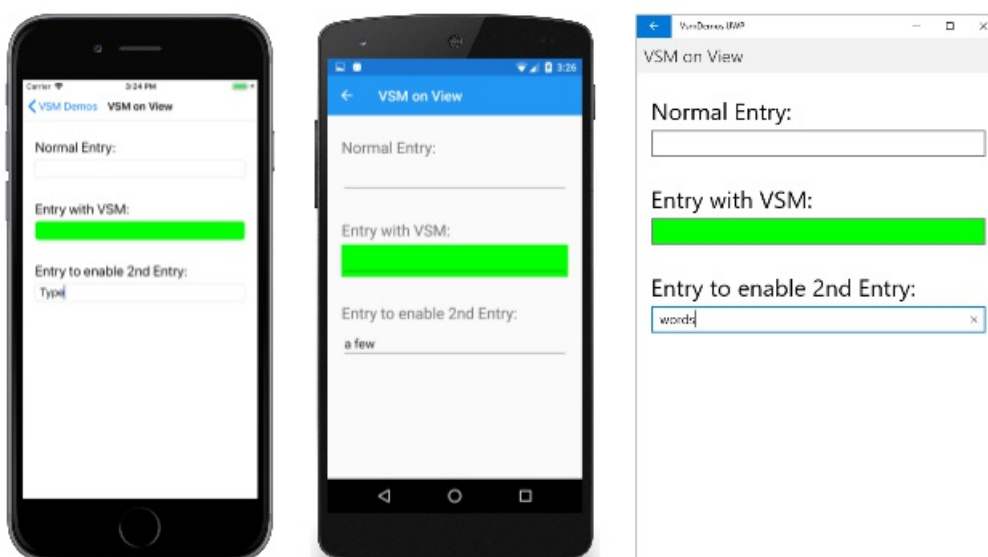 Carrier 3:24 PM
VSM Demos VSM on View
Normal Entry:
Entry with VSM:
Entry to enable 2nd Entry:
Type
3:26
VSM on View
Normal Entry:
Entry with VSM:
Entry to enable 2nd Entry:
a few
VsmDemos.UWP
VSM on View
Normal Entry:
Entry with VSM:
Entry to enable 2nd Entry:
words